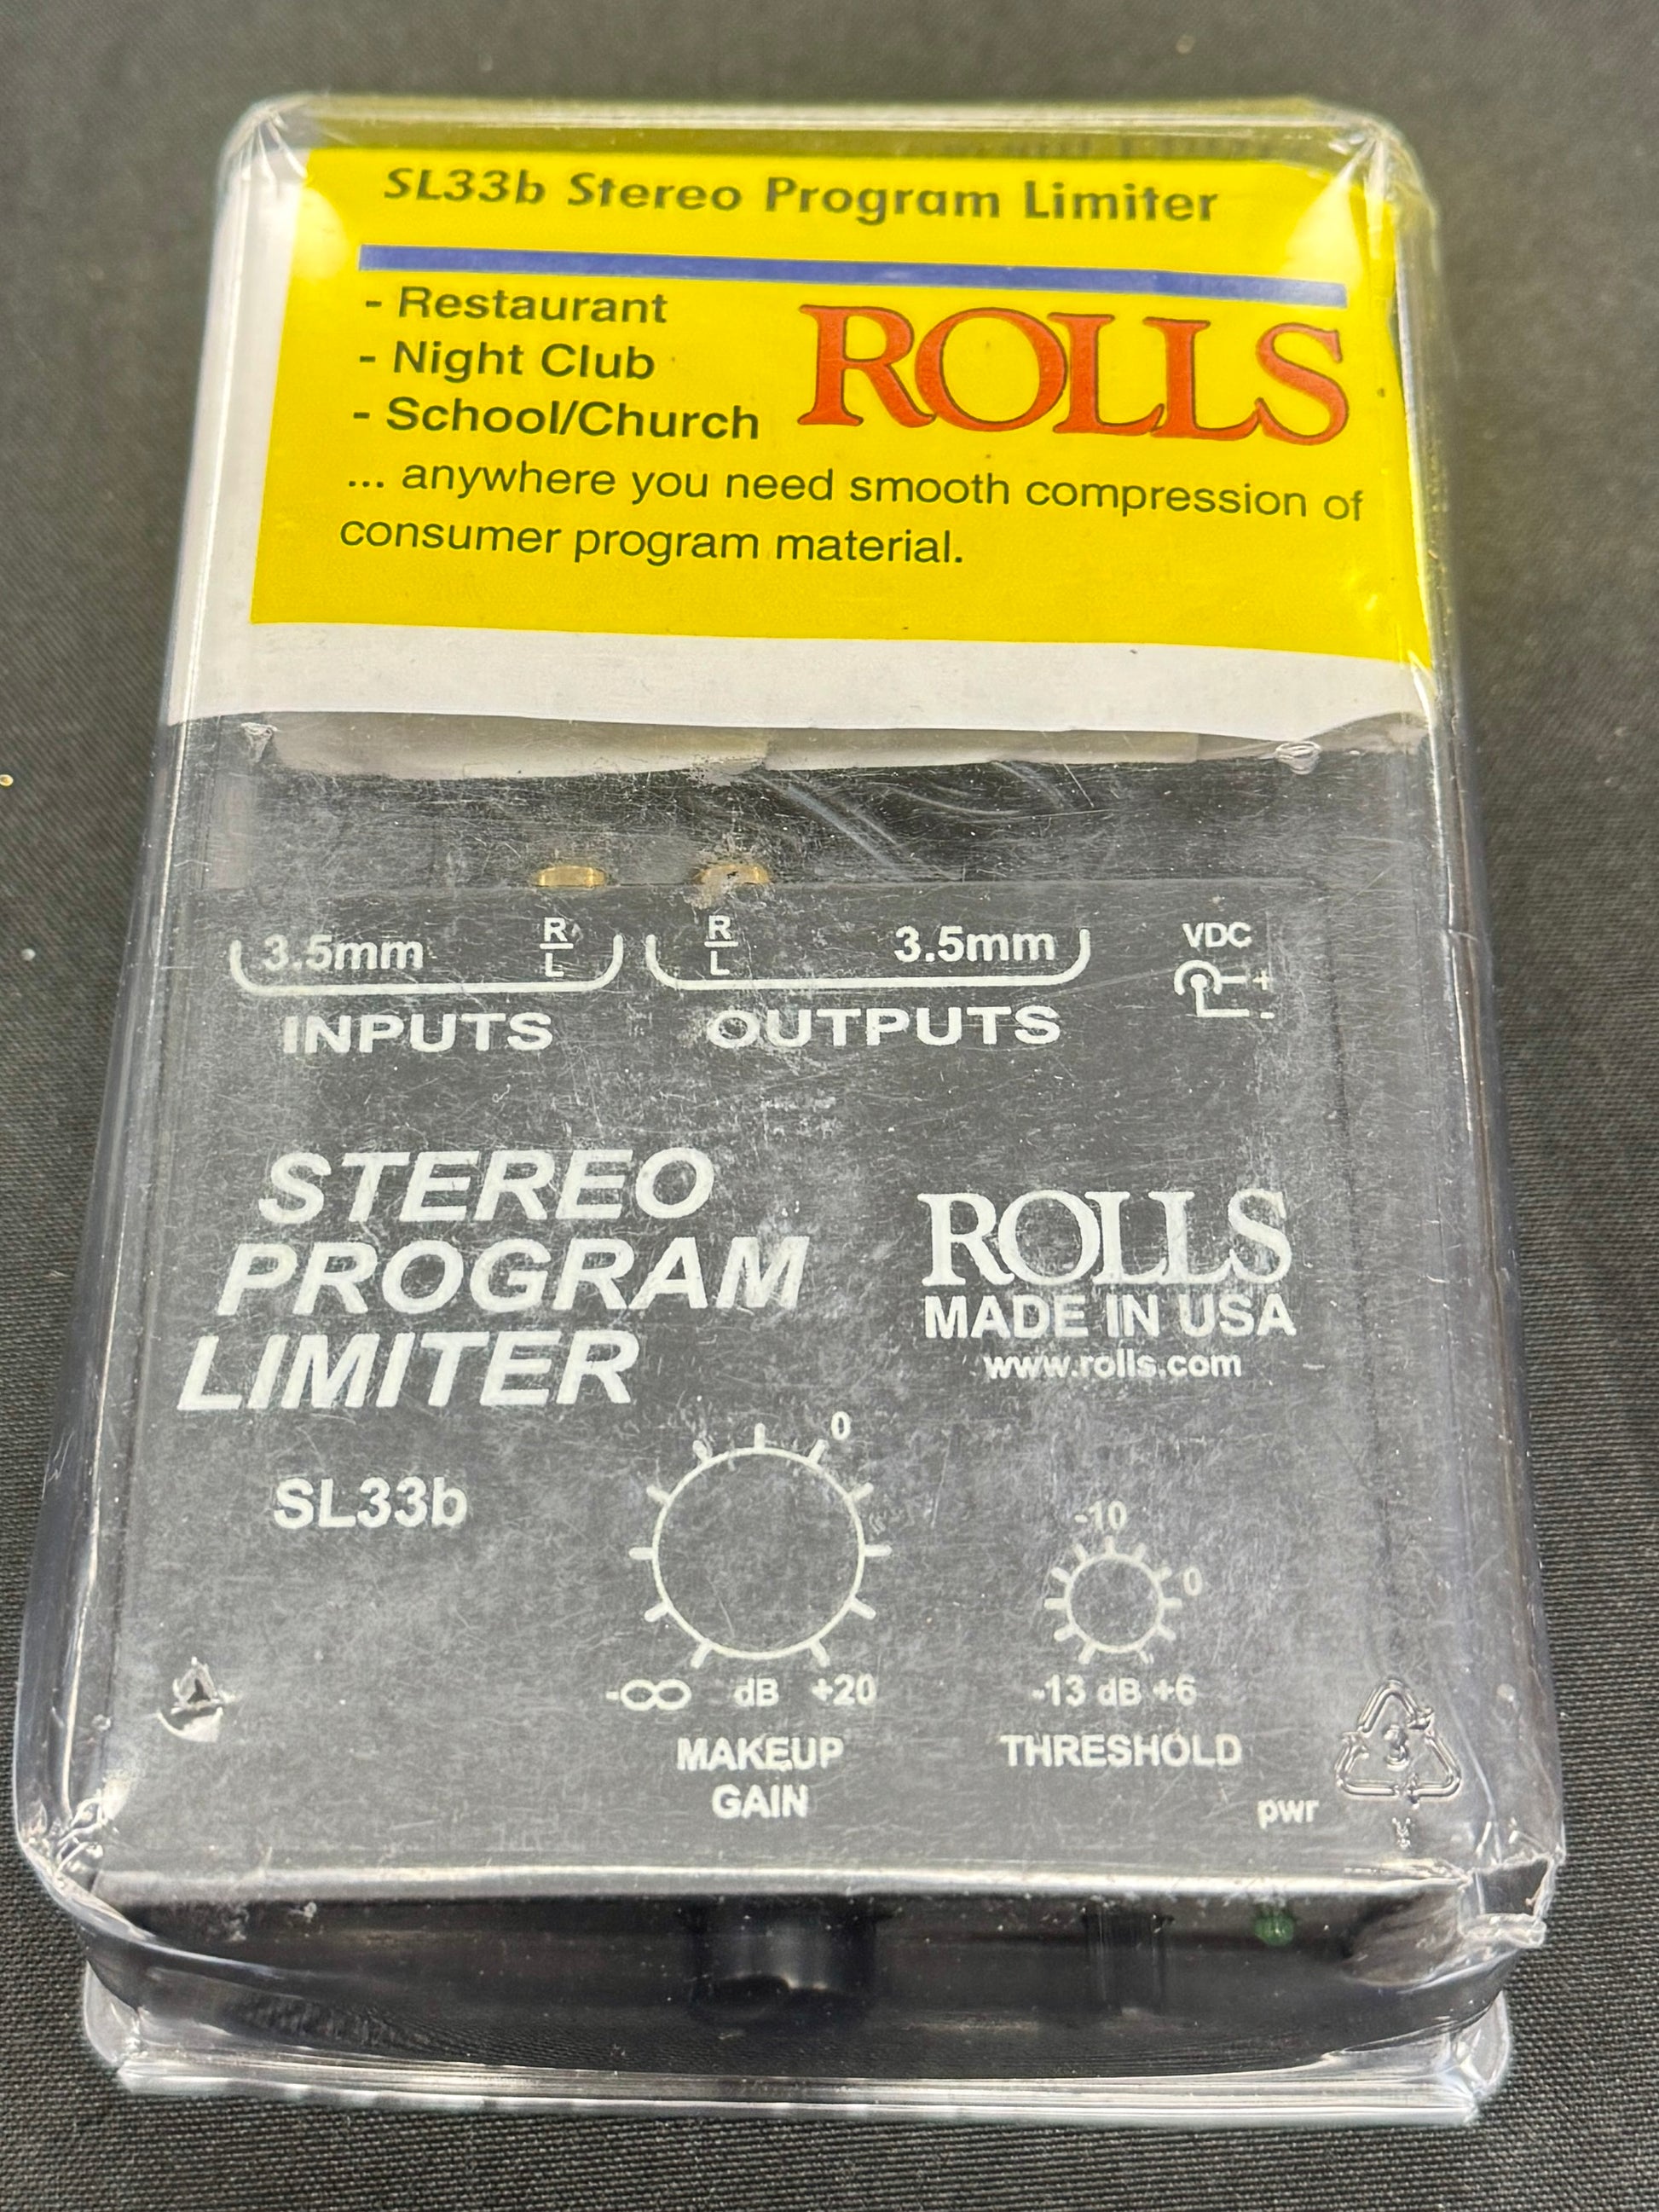 SL33b Stereo Program Limiter
- Restaurant
- Night Club
- School/Church
ROLLS
... anywhere you need smooth compression of
consumer program material.
3.5mm R L
R L 3.5mm
VDC
+
-
INPUTS
OUTPUTS
STEREO
PROGRAM
LIMITER
ROLLS
MADE IN USA
www.rolls.com
SL33b
0
-10
0
-∞ dB +20
-13 dB +6
MAKEUP
GAIN
THRESHOLD
3
V
pwr